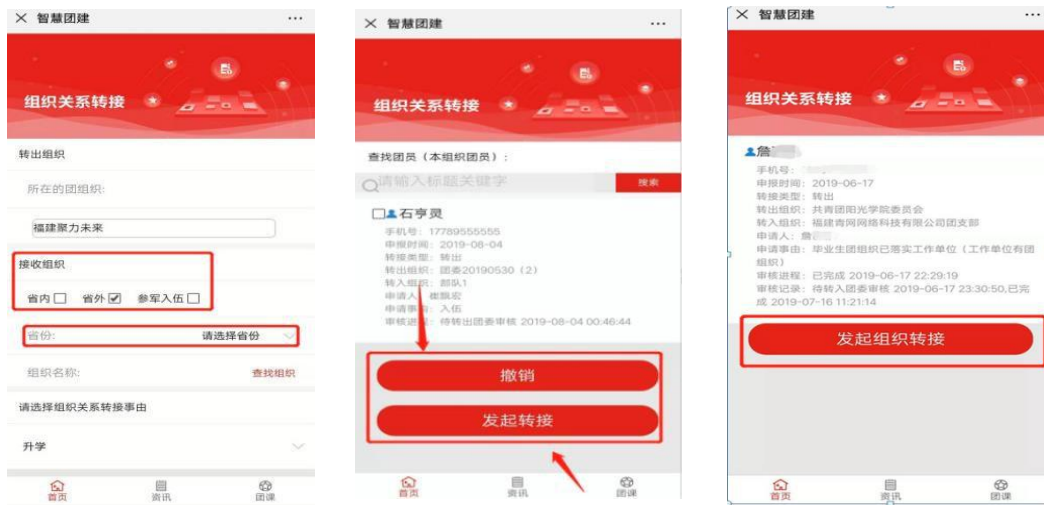 智慧团建
组织关系转接
转出组织
所在的团组织:
福建聚力未来
接收组织
省内 省外 参军入伍
省份: 请选择省份
组织名称: 查找组织
请选择组织关系转接事由
升学
首页 资讯 团课
智慧团建
组织关系转接
查找团员（本组织团员）:
请输入标题关键字 搜索
石亨灵
手机号: 17789555555
申报时间: 2019-08-04
转接类型: 转出
转出组织: 团委20190530（2）
转入组织: 部队1
申请人: 崔飘宏
申请事由: 入伍
审核进程: 待转出团委审核 2019-08-04 00:46:44
撤销
发起转接
首页 资讯 团课
智慧团建
组织关系转接
詹
手机号:
申报时间: 2019-06-17
转接类型: 转出
转出组织: 共青团阳光学院委员会
转入组织: 福建青网网络科技有限公司团支部
申请人: 詹
申请事由: 毕业生团组织已落实工作单位（工作单位有团
组织）
审核进程: 已完成 2019-06-17 22:29:19
审核记录: 待转入团委审核 2019-06-17 23:30:50,已完
成 2019-07-16 11:21:14
发起组织转接
首页 资讯 团课